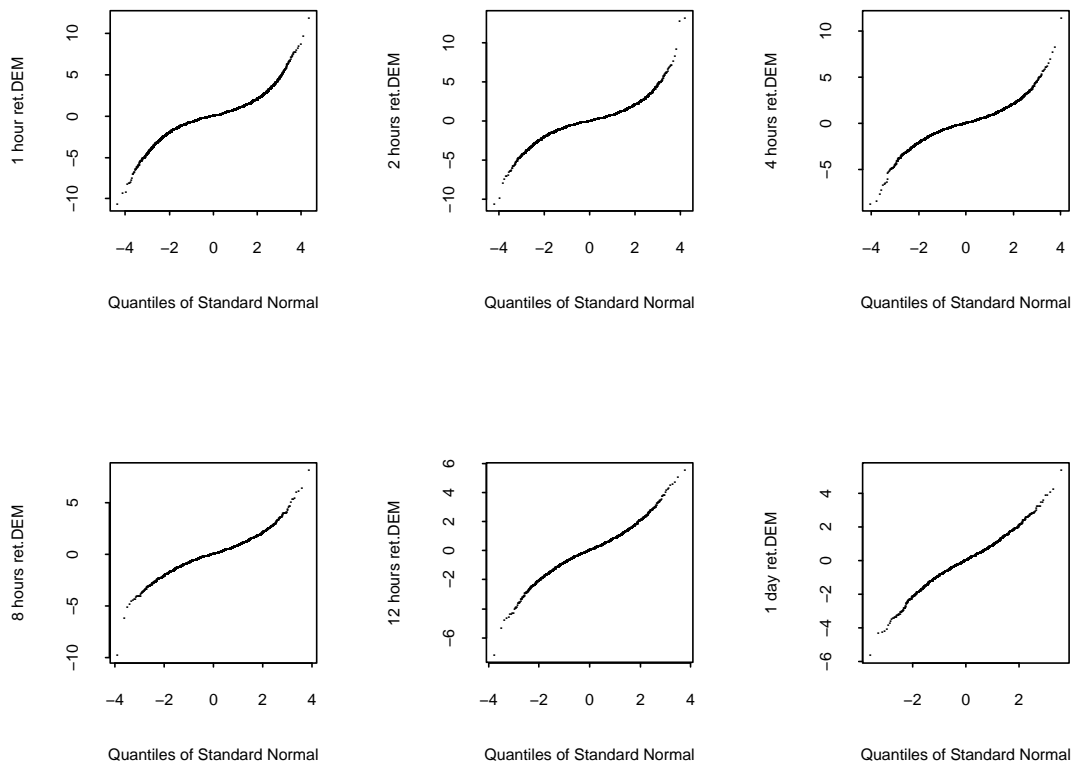 1 hour ret.DEM
10
5
0
−5
−10
−4 −2 0 2 4
Quantiles of Standard Normal
2 hours ret.DEM
10
5
0
−5
−10
−4 −2 0 2 4
Quantiles of Standard Normal
4 hours ret.DEM
10
5
0
−5
−4 −2 0 2 4
Quantiles of Standard Normal
8 hours ret.DEM
5
0
−5
−10
−4 −2 0 2 4
Quantiles of Standard Normal
12 hours ret.DEM
6
4
2
0
−2
−6
−4 −2 0 2 4
Quantiles of Standard Normal
1 day ret.DEM
4
2
0
−2
−4
−6
−2 0 2
Quantiles of Standard Normal